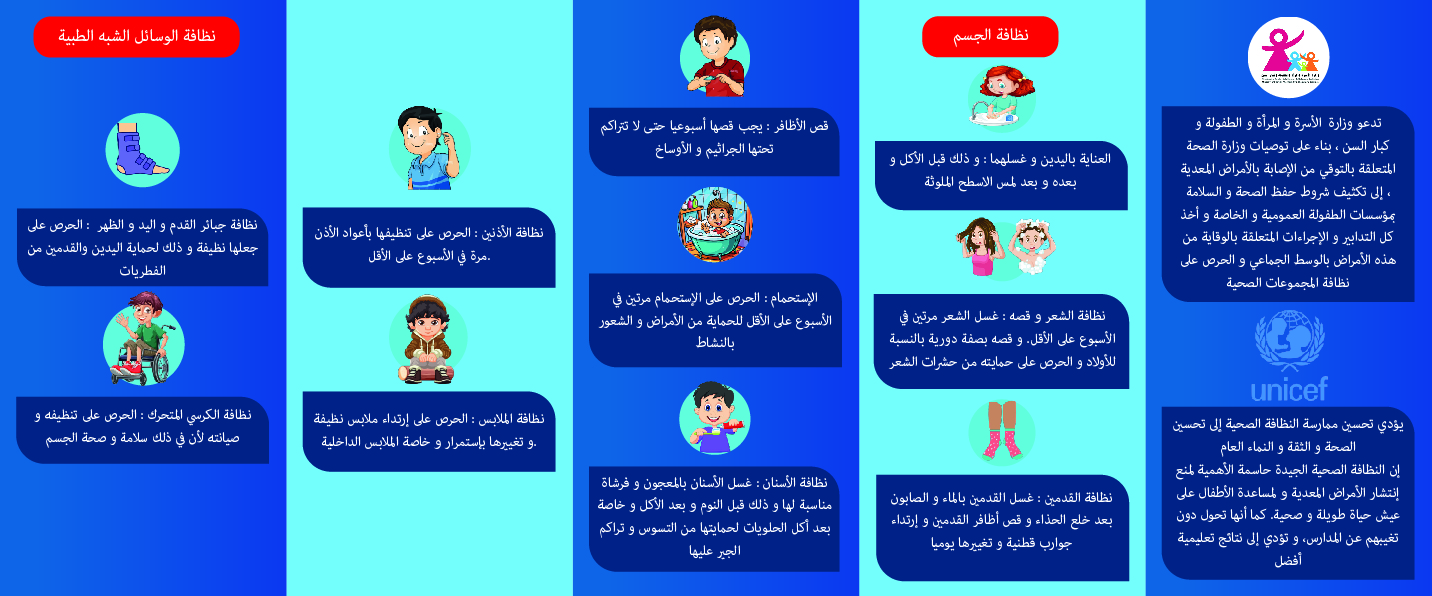 تدعو وزارة الأسرة و المرأة و الطفولة و
كبار السن ، بناء على توصيات وزارة الصحة
المتعلقة بالتوقي من الإصابة بالأمراض المعدية
، إلى تكثيف شروط حفظ الصحة و السلامة
بمؤسسات الطفولة العمومية و الخاصة و أخذ
كل التدابير و الإجراءات المتعلقة بالوقاية من
هذه الأمراض بالوسط الجماعي و الحرص على
نظافة المجموعات الصحية
unicef
يؤدي تحسين ممارسة النظافة الصحية إلى تحسين
الصحة و الثقة و النماء العام
إن النظافة الصحية الجيدة حاسمة الأهمية لمنع
إنتشار الأمراض المعدية و لمساعدة الأطفال على
عيش حياة طويلة و صحية. كما أنها تحول دون
تغيبهم عن المدارس، و تؤدي إلى نتائج تعليمية
أفضل
نظافة الجسم
العناية باليدين و غسلهما : و ذلك قبل الأكل و
بعده و بعد لمس الاسطح الملوثة
نظافة الشعر و قصه : غسل الشعر مرتين في
الأسبوع على الأقل. و قصه بصفة دورية بالنسبة
للأولاد و الحرص على حمايته من حشرات الشعر
نظافة القدمين : غسل القدمين بالماء و الصابون
بعد خلع الحذاء و قص أظافر القدمين و إرتداء
جوارب قطنية و تغييرها يوميا
قص الأظافر : يجب قصها أسبوعيا حتى لا تتراكم
تحتها الجراثيم و الأوساخ
الإستحمام : الحرص على الإستحمام مرتين في
الأسبوع على الأقل للحماية من الأمراض و الشعور
بالنشاط
نظافة الأسنان : غسل الأسنان بالمعجون و فرشاة
مناسبة لها و ذلك قبل النوم و بعد الأكل و خاصة
بعد أكل الحلويات لحمايتها من التسوس و تراكم
الجير عليها
نظافة الأذنين : الحرص على تنظيفها بأعواد الأذن
.مرة في الأسبوع على الأقل
نظافة الملابس : الحرص على إرتداء ملابس نظيفة
.و تغييرها بإستمرار و خاصة الملابس الداخلية
نظافة الوسائل الشبه الطبية
نظافة جبائر القدم و اليد و الظهر : الحرص على
جعلها نظيفة و ذلك لحماية اليدين والقدمين من
الفطريات
نظافة الكرسي المتحرك : الحرص على تنظيفه و
صيانته لأن في ذلك سلامة و صحة الجسم